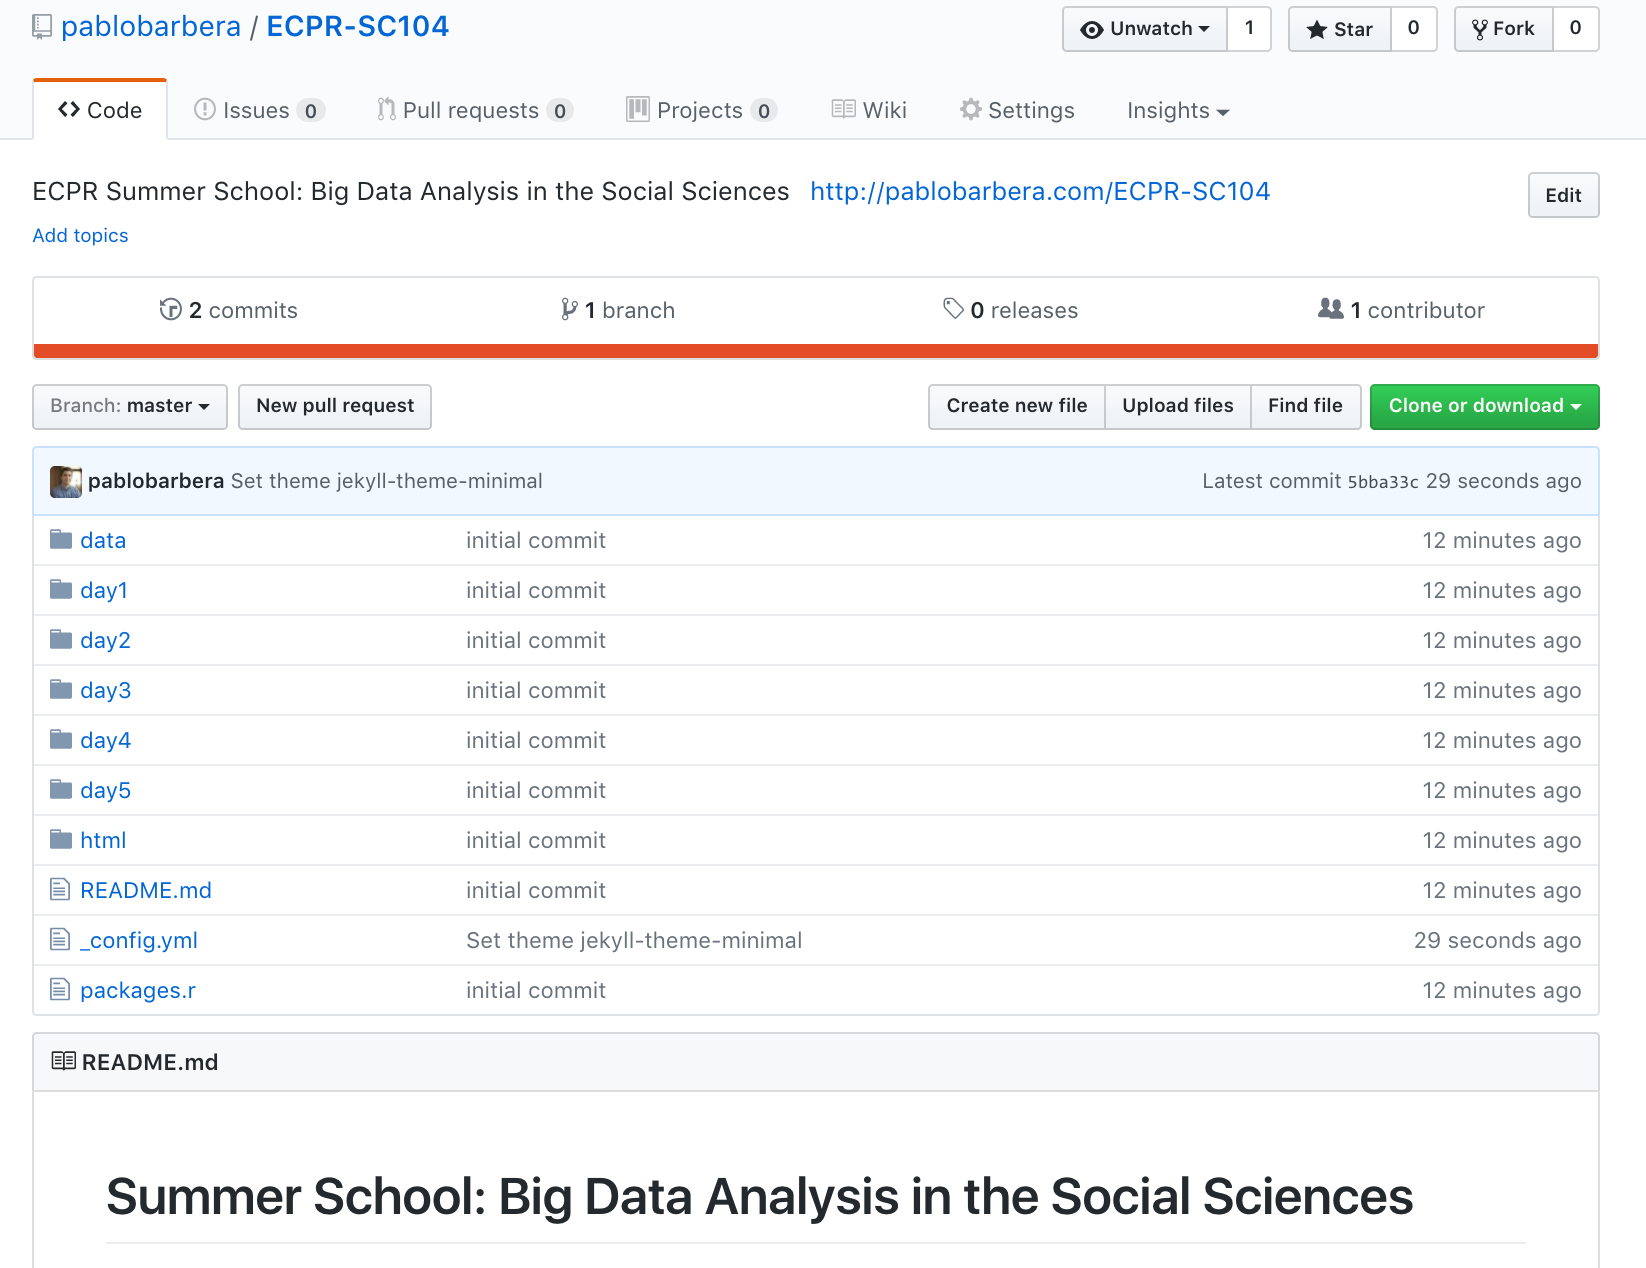 pablobarbera / ECPR-SC104 Unwatch 1 Star 0 Fork 0
Code Issues 0 Pull requests 0 Projects 0 Wiki Settings Insights
ECPR Summer School: Big Data Analysis in the Social Sciences http://pablobarbera.com/ECPR-SC104 Edit
Add topics
2 commits 1 branch 0 releases 1 contributor
Branch: master New pull request Create new file Upload files Find file Clone or download
pablobarbera Set theme jekyll-theme-minimal Latest commit 5bba33c 29 seconds ago
data initial commit 12 minutes ago
day1 initial commit 12 minutes ago
day2 initial commit 12 minutes ago
day3 initial commit 12 minutes ago
day4 initial commit 12 minutes ago
day5 initial commit 12 minutes ago
html initial commit 12 minutes ago
README.md initial commit 12 minutes ago
_config.yml Set theme jekyll-theme-minimal 29 seconds ago
packages.r initial commit 12 minutes ago
README.md
Summer School: Big Data Analysis in the Social Sciences